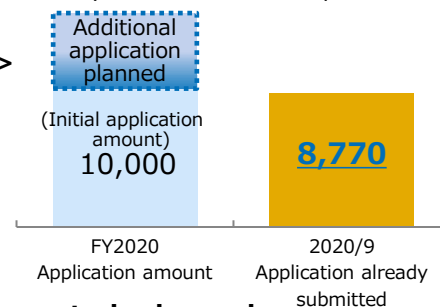 Additional
application
planned
>
(Initial application
amount)
10,000
8,770
FY2020
Application amount
2020/9
Application already
submitted